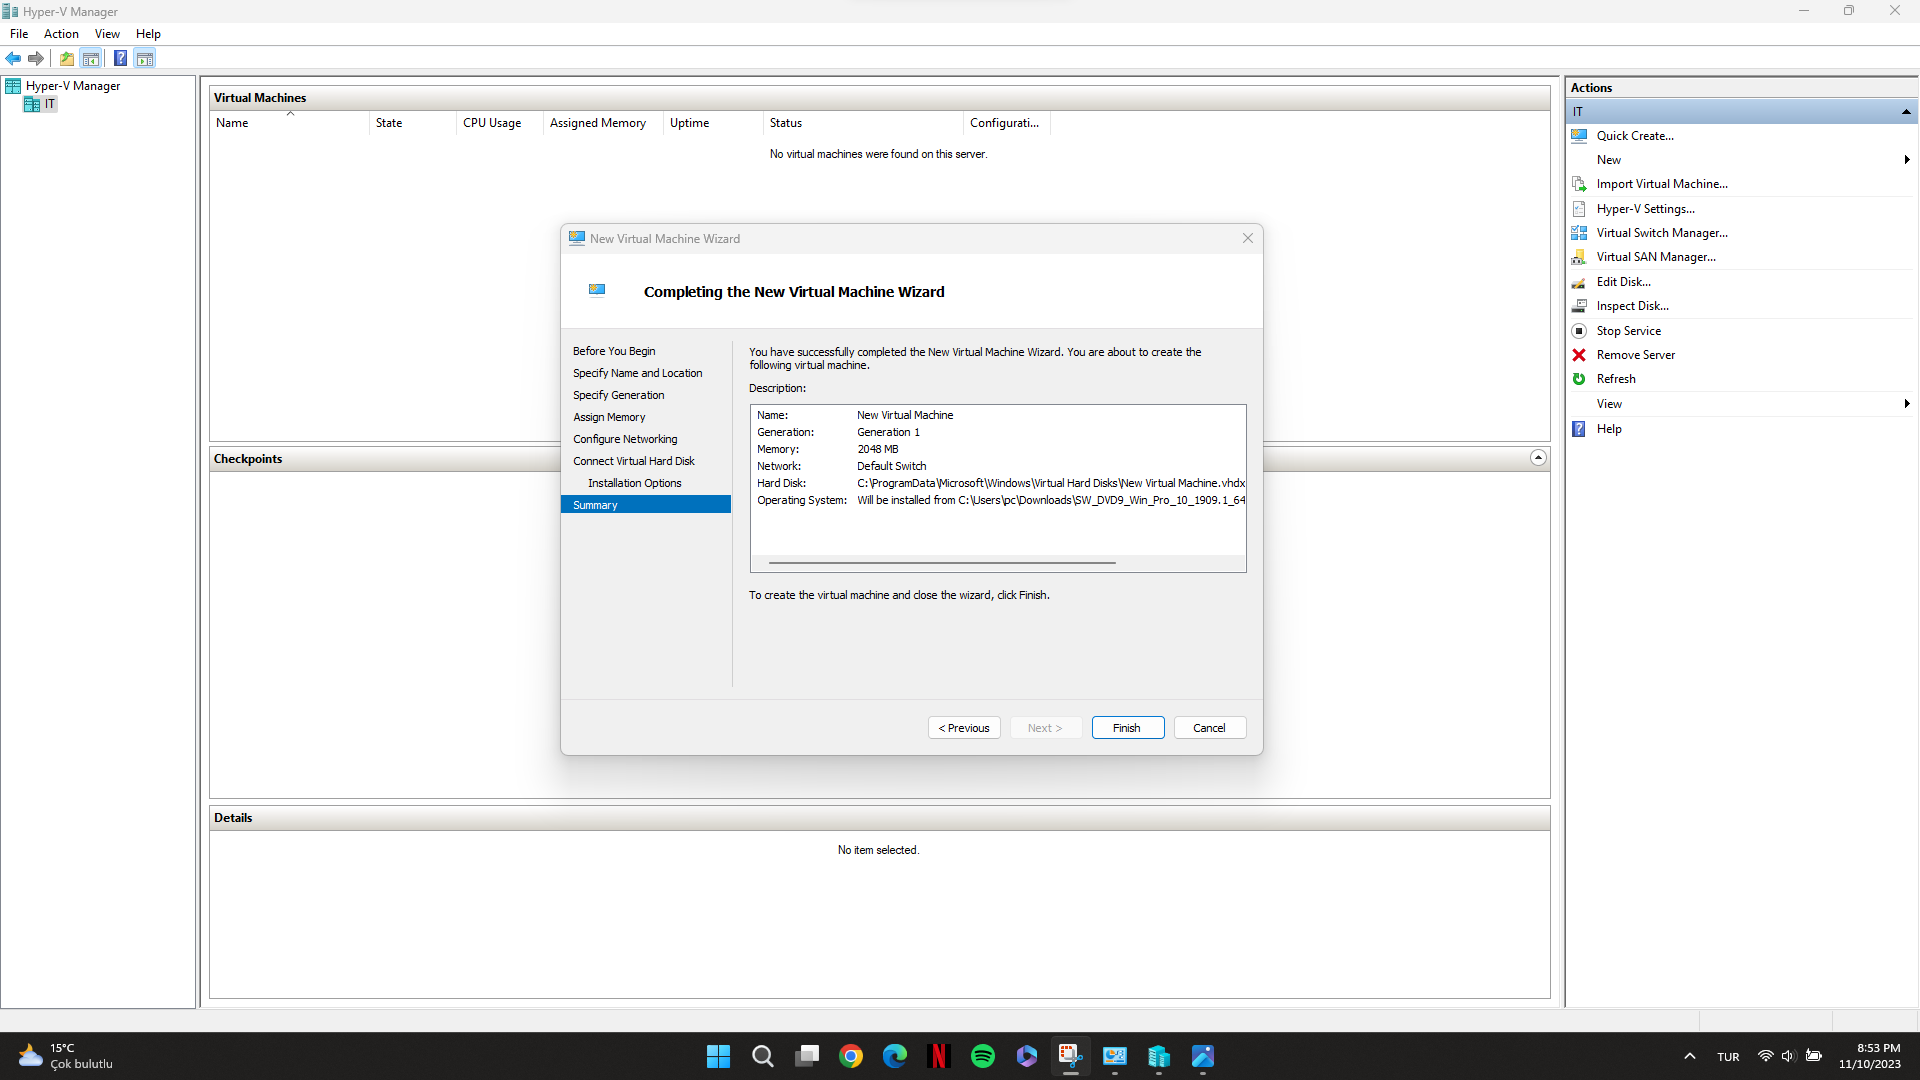 Hyper-V Manager
File Action View Help
Hyper-V Manager
IT
Virtual Machines
Name State CPU Usage Assigned Memory Uptime Status Configurati...
No virtual machines were found on this server.
New Virtual Machine Wizard
Completing the New Virtual Machine Wizard
Before You Begin
Specify Name and Location
Specify Generation
Assign Memory
Configure Networking
Connect Virtual Hard Disk
Installation Options
Summary
You have successfully completed the New Virtual Machine Wizard. You are about to create the
following virtual machine.
Description:
Name: New Virtual Machine
Generation: Generation 1
Memory: 2048 MB
Network: Default Switch
Hard Disk: C:\ProgramData\Microsoft\Windows\Virtual Hard Disks\New Virtual Machine.vhdx
Operating System: Will be installed from C:\Users\pc\Downloads\SW_DVD9_Win_Pro_10_1909.1_64
To create the virtual machine and close the wizard, click Finish.
< Previous Next > Finish Cancel
Checkpoints
Details
No item selected.
Actions
IT
Quick Create...
New
Import Virtual Machine...
Hyper-V Settings...
Virtual Switch Manager...
Virtual SAN Manager...
Edit Disk...
Inspect Disk...
Stop Service
Remove Server
Refresh
View
Help
15°C
Çok bulutlu
TUR
8:53 PM
11/10/2023